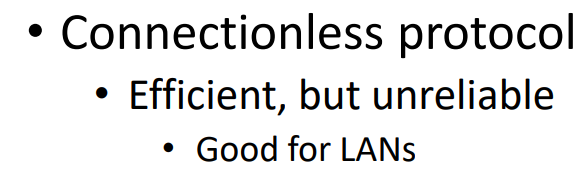 • Connectionless protocol
• Efficient, but unreliable
• Good for LANs